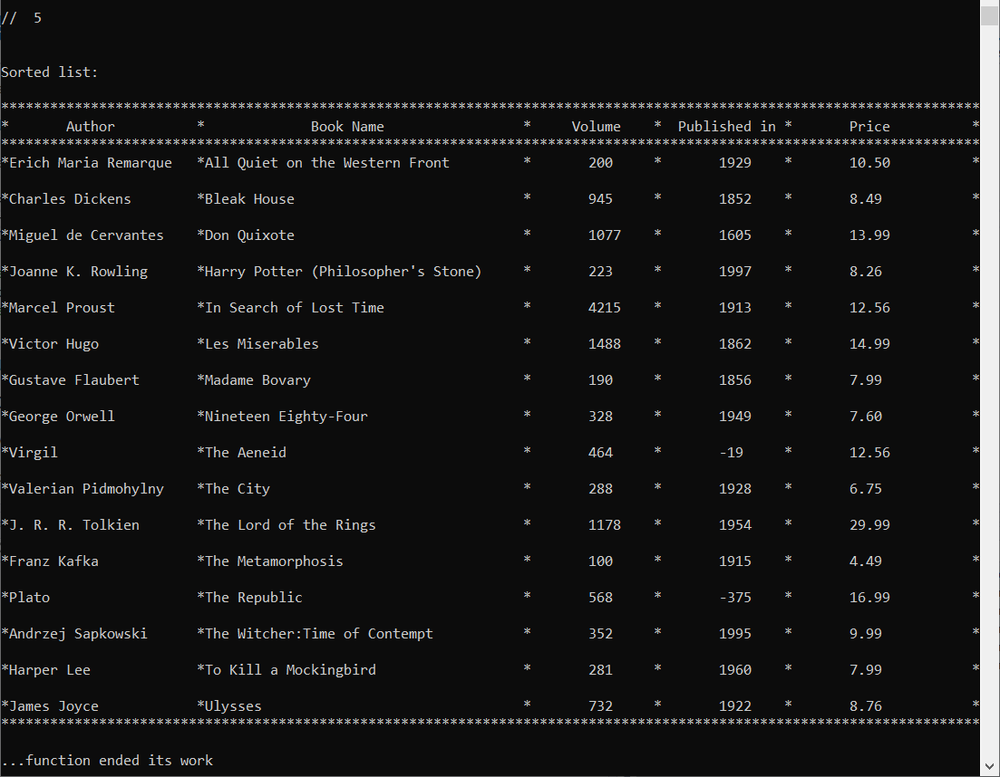 //  5
Sorted list:
************************************************************************************************************************
*       Author          *             Book Name                 *     Volume    *  Published in *       Price          *
************************************************************************************************************************
*Erich Maria Remarque   *All Quiet on the Western Front         *       200     *       1929    *       10.50          *
*Charles Dickens        *Bleak House                            *       945     *       1852    *       8.49           *
*Miguel de Cervantes    *Don Quixote                            *       1077    *       1605    *       13.99          *
*Joanne K. Rowling      *Harry Potter (Philosopher's Stone)     *       223     *       1997    *       8.26           *
*Marcel Proust          *In Search of Lost Time                 *       4215    *       1913    *       12.56          *
*Victor Hugo            *Les Miserables                         *       1488    *       1862    *       14.99          *
*Gustave Flaubert       *Madame Bovary                          *       190     *       1856    *       7.99           *
*George Orwell          *Nineteen Eighty-Four                   *       328     *       1949    *       7.60           *
*Virgil                 *The Aeneid                             *       464     *       -19     *       12.56          *
*Valerian Pidmohylny    *The City                               *       288     *       1928    *       6.75           *
*J. R. R. Tolkien       *The Lord of the Rings                  *       1178    *       1954    *       29.99          *
*Franz Kafka            *The Metamorphosis                      *       100     *       1915    *       4.49           *
*Plato                  *The Republic                           *       568     *       -375    *       16.99          *
*Andrzej Sapkowski      *The Witcher:Time of Contempt           *       352     *       1995    *       9.99           *
*Harper Lee             *To Kill a Mockingbird                  *       281     *       1960    *       7.99           *
*James Joyce            *Ulysses                                *       732     *       1922    *       8.76           *
************************************************************************************************************************
...function ended its work